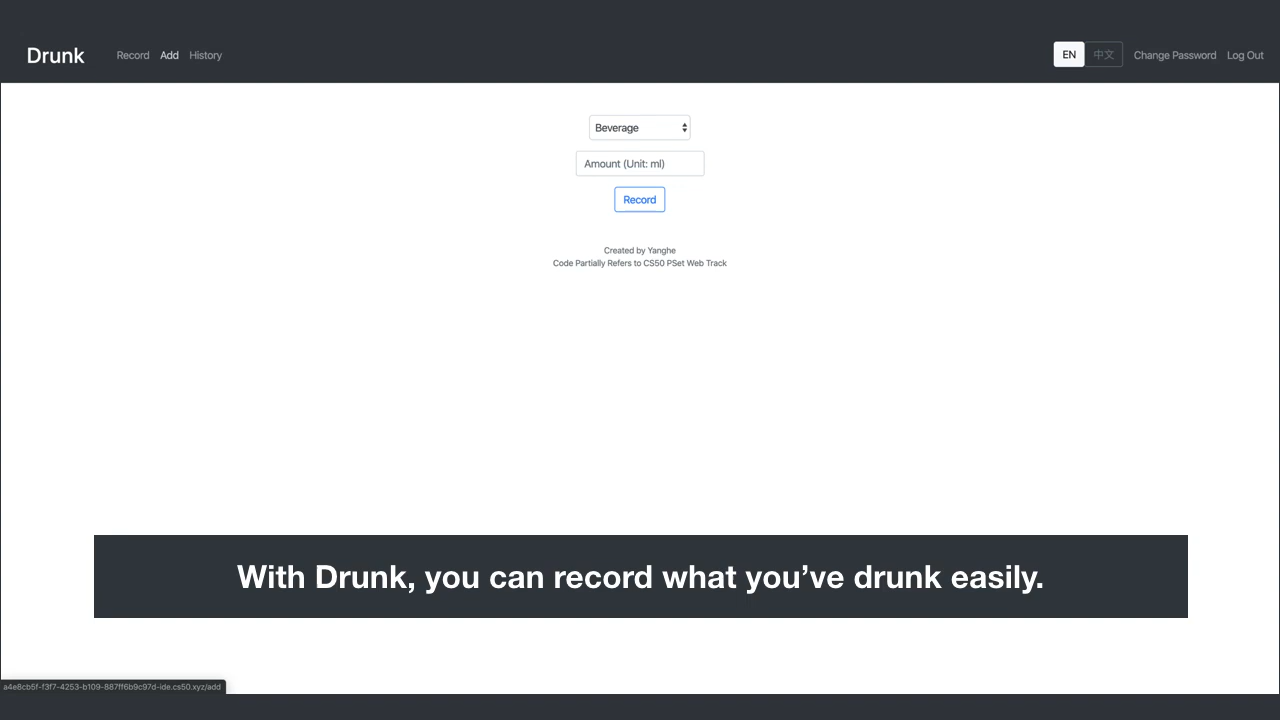 Drunk Record Add History EN 中文 Change Password Log Out
Beverage
Amount (Unit: ml)
Record
Created by Yanghe
Code Partially Refers to CS50 PSet Web Track
With Drunk, you can record what you’ve drunk easily.
a4e8cb5f-f3f7-4253-b109-887ff6b9c97d-ide.cs50.xyz/add